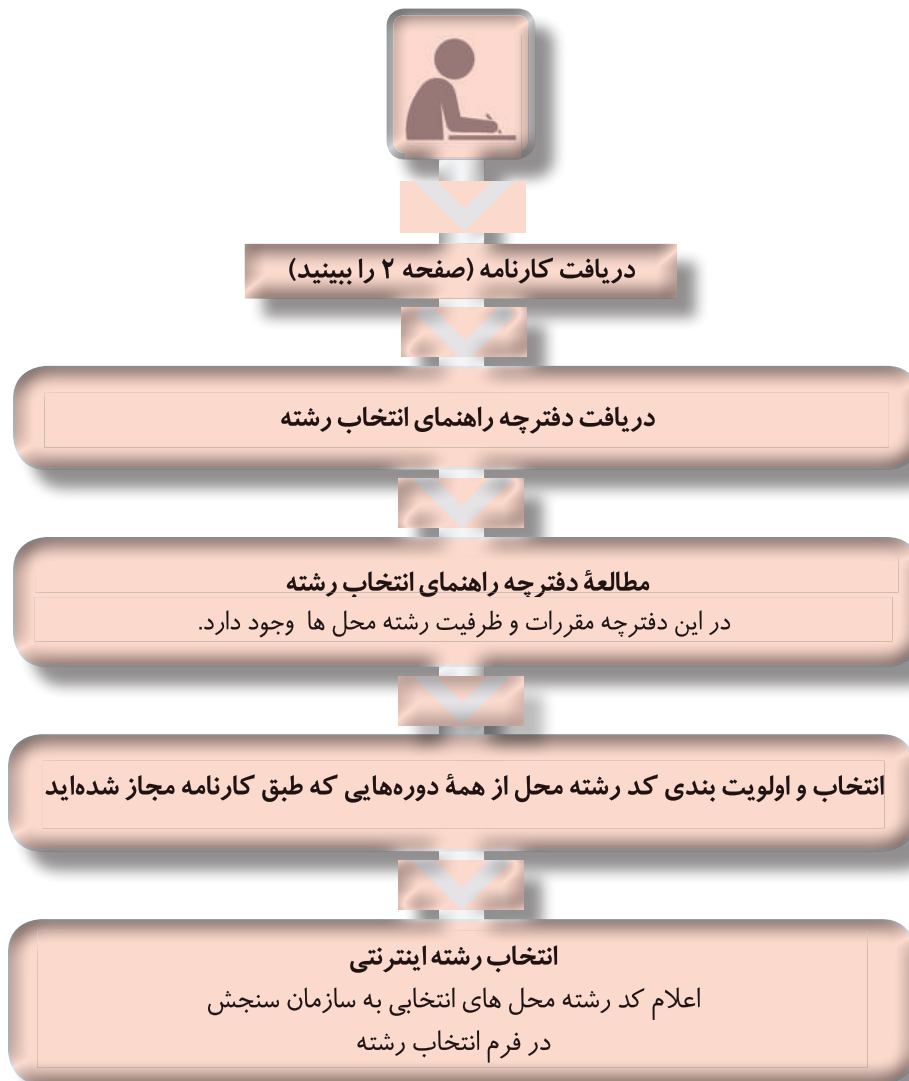 دریافت کارنامه (صفحه ۲ را ببینید)
دریافت دفترچه راهنمای انتخاب رشته
مطالعهٔ دفترچه راهنمای انتخاب رشته
در این دفترچه مقررات و ظرفیت رشته محل ها وجود دارد.
انتخاب و اولویت بندی کد رشته محل از همهٔ دوره‌هایی که طبق کارنامه مجاز شده‌اید
انتخاب رشته اینترنتی
اعلام کد رشته محل های انتخابی به سازمان سنجش
در فرم انتخاب رشته